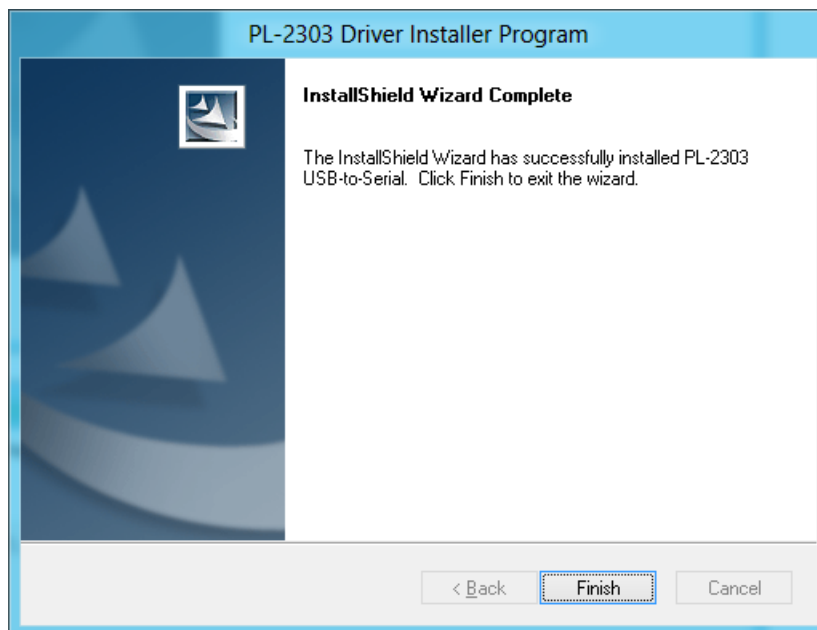 PL-2303 Driver Installer Program
InstallShield Wizard Complete
The InstallShield Wizard has successfully installed PL-2303
USB-to-Serial. Click Finish to exit the wizard.
< Back
Finish
Cancel